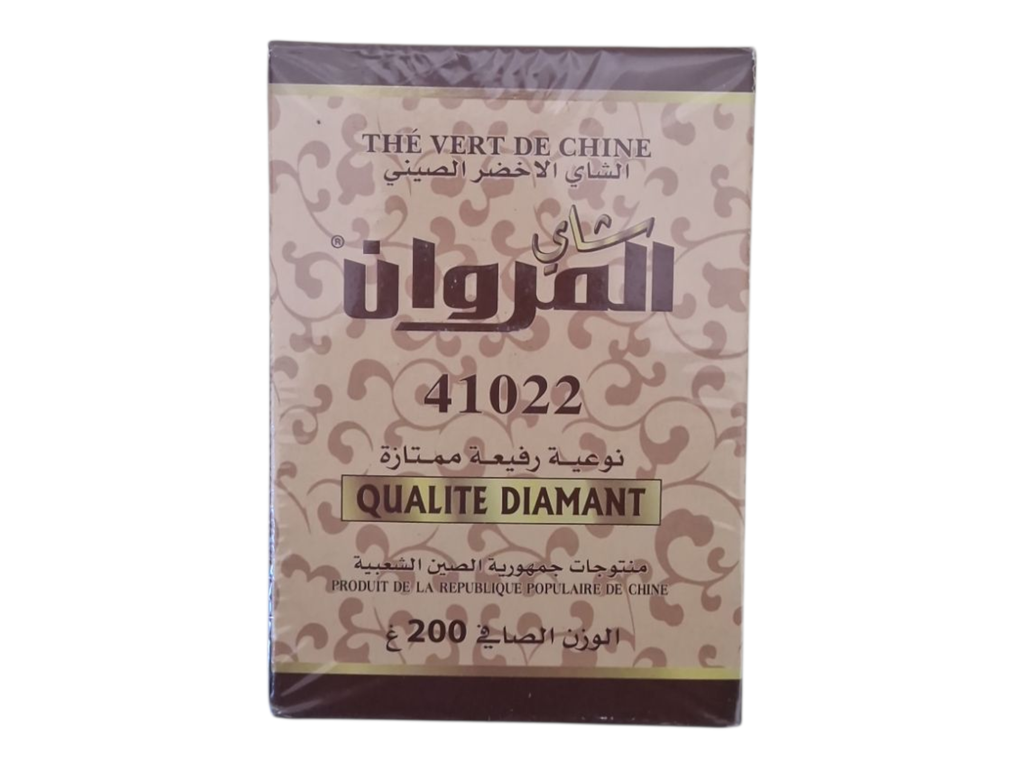 THÉ VERT DE CHINE
الشاي الاخضر الصيني
شاي
المروان®
41022
نوعية رفيعة ممتازة
QUALITE DIAMANT
منتوجات جمهورية الصين الشعبية
PRODUIT DE LA REPUBLIQUE POPULAIRE DE CHINE
الوزن الصافي 200 غ